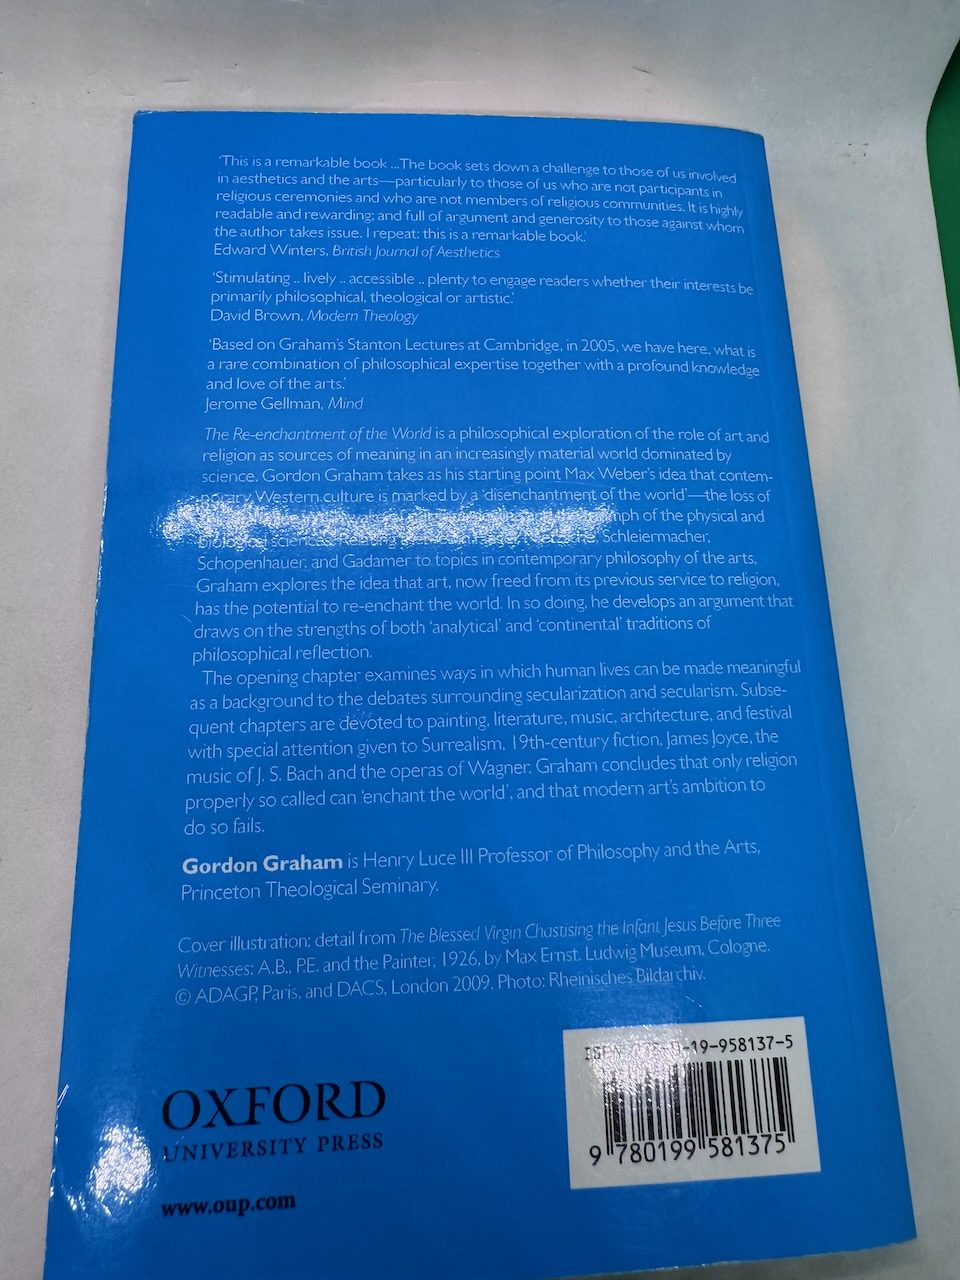 'This is a remarkable book ...The book sets down a challenge to those of us involved
in aesthetics and the arts—particularly to those of us who are not participants in
religious ceremonies and who are not members of religious communities. It is highly
readable and rewarding; and full of argument and generosity to those against whom
the author takes issue. I repeat: this is a remarkable book.'
Edward Winters, British Journal of Aesthetics
'Stimulating .. lively .. accessible .. plenty to engage readers whether their interests be
primarily philosophical, theological or artistic.'
David Brown, Modern Theology
'Based on Graham's Stanton Lectures at Cambridge, in 2005, we have here, what is
a rare combination of philosophical expertise together with a profound knowledge
and love of the arts.'
Jerome Gellman, Mind
The Re-enchantment of the World is a philosophical exploration of the role of art and
religion as sources of meaning in an increasingly material world dominated by
science. Gordon Graham takes as his starting point Max Weber's idea that contem-
porary Western culture is marked by a 'disenchantment of the world'—the loss of
of the physical and
Schleiermacher,
Schopenhauer, and Gadamer to topics in contemporary philosophy of the arts,
Graham explores the idea that art, now freed from its previous service to religion,
has the potential to re-enchant the world. In so doing, he develops an argument that
draws on the strengths of both 'analytical' and 'continental' traditions of
philosophical reflection.
The opening chapter examines ways in which human lives can be made meaningful
as a background to the debates surrounding secularization and secularism. Subse-
quent chapters are devoted to painting, literature, music, architecture, and festival
with special attention given to Surrealism, 19th-century fiction, James Joyce, the
music of J. S. Bach and the operas of Wagner. Graham concludes that only religion
properly so called can 'enchant the world', and that modern art's ambition to
do so fails.
Gordon Graham is Henry Luce III Professor of Philosophy and the Arts,
Princeton Theological Seminary.
Cover illustration: detail from The Blessed Virgin Chastising the Infant Jesus Before Three
Witnesses: A.B., P.E. and the Painter, 1926, by Max Ernst. Ludwig Museum, Cologne.
© ADAGP, Paris, and DACS, London 2009. Photo: Rheinisches Bildarchiv.
ISBN 978-0-19-958137-5
OXFORD
UNIVERSITY PRESS
9 780199 581375
www.oup.com